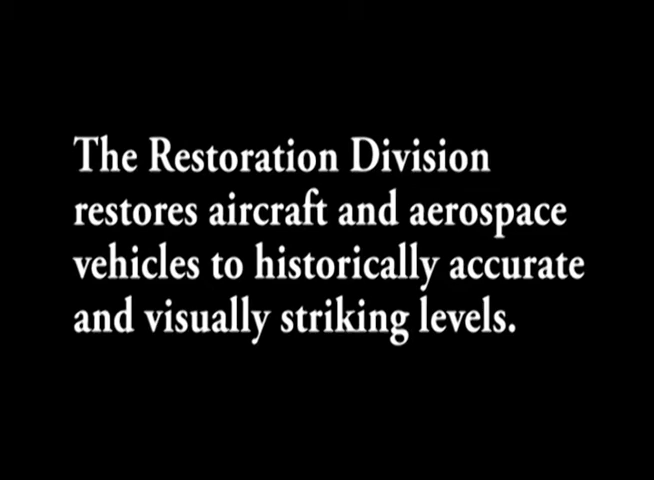 The Restoration Division
restores aircraft and aerospace
vehicles to historically accurate
and visually striking levels.